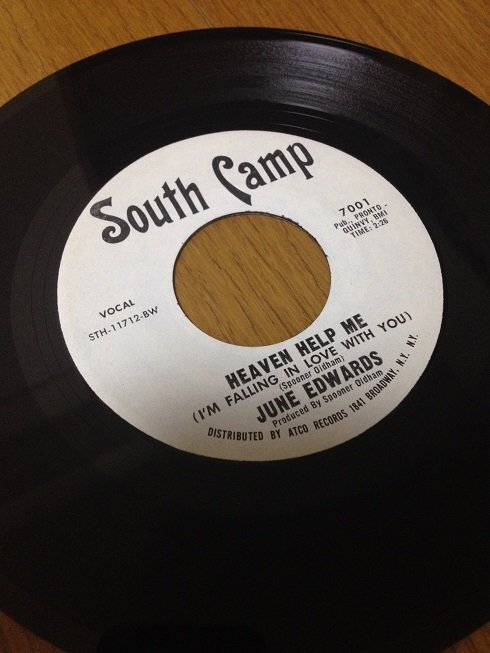 South Camp
7001
Pub., PRONTO -
QUINVY, BMI
TIME: 2:26
VOCAL
STH-11712-BW
HEAVEN HELP ME
(I'M FALLING IN LOVE WITH YOU)
(Spooner Oldham)
JUNE EDWARDS
Produced By Spooner Oldham
DISTRIBUTED BY ATCO RECORDS 1841 BROADWAY, N. Y. N. Y.